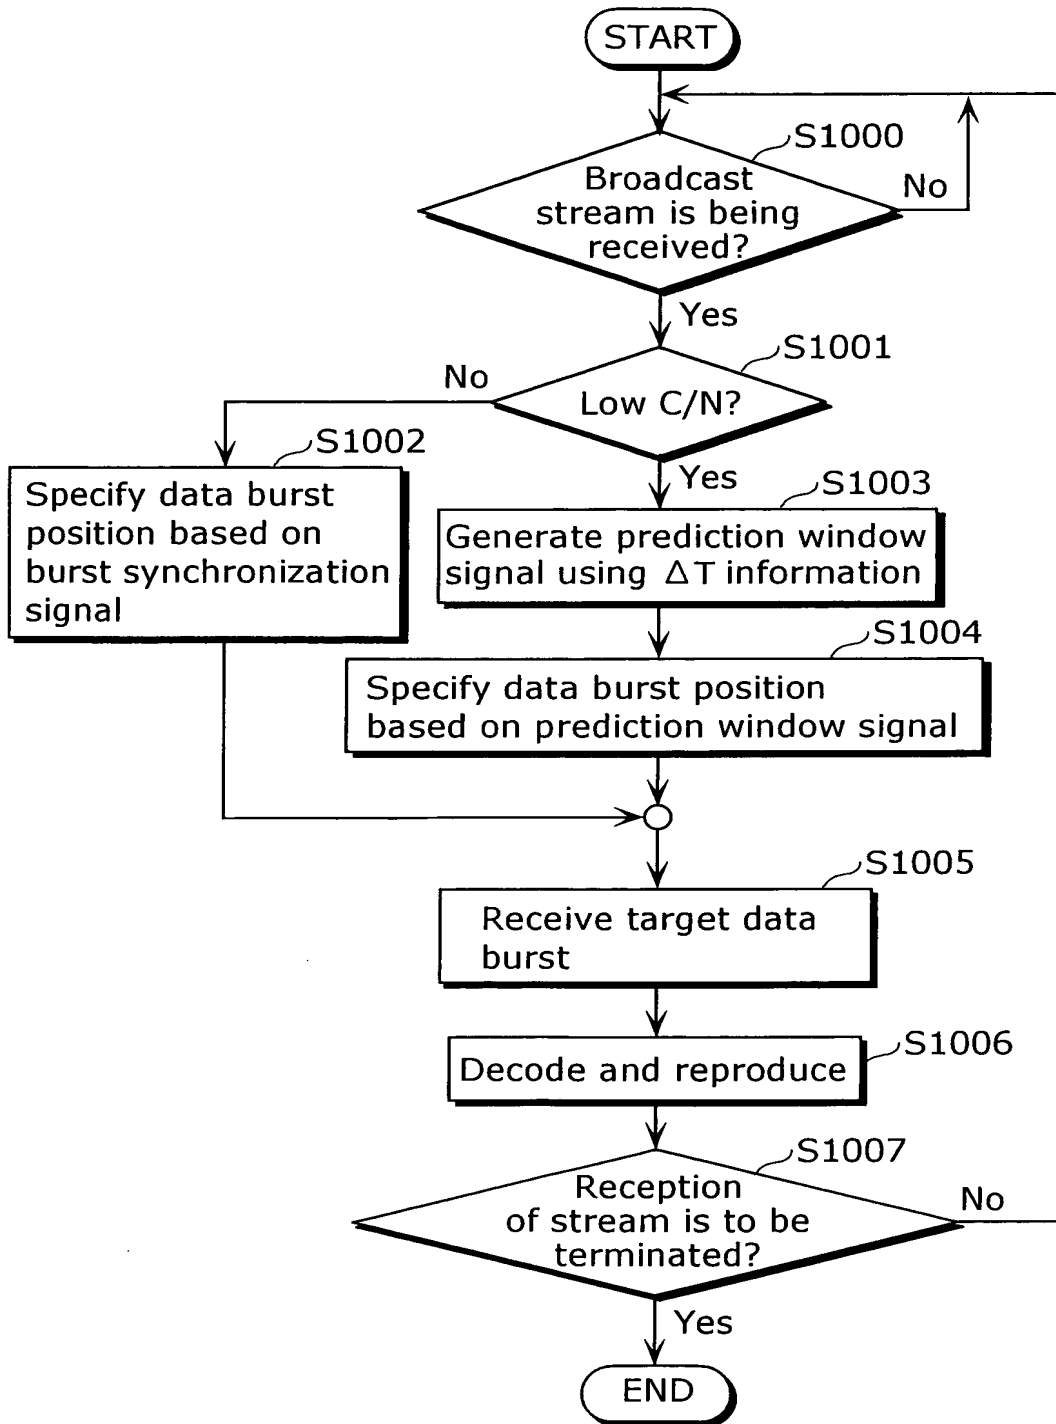 START
S1000
Broadcast
stream is being
received?
No
Yes
S1001
Low C/N?
No
Yes
S1002
Specify data burst
position based on
burst synchronization
signal
S1003
Generate prediction window
signal using ΔT information
S1004
Specify data burst position
based on prediction window signal
S1005
Receive target data
burst
S1006
Decode and reproduce
S1007
Reception
of stream is to be
terminated?
No
Yes
END